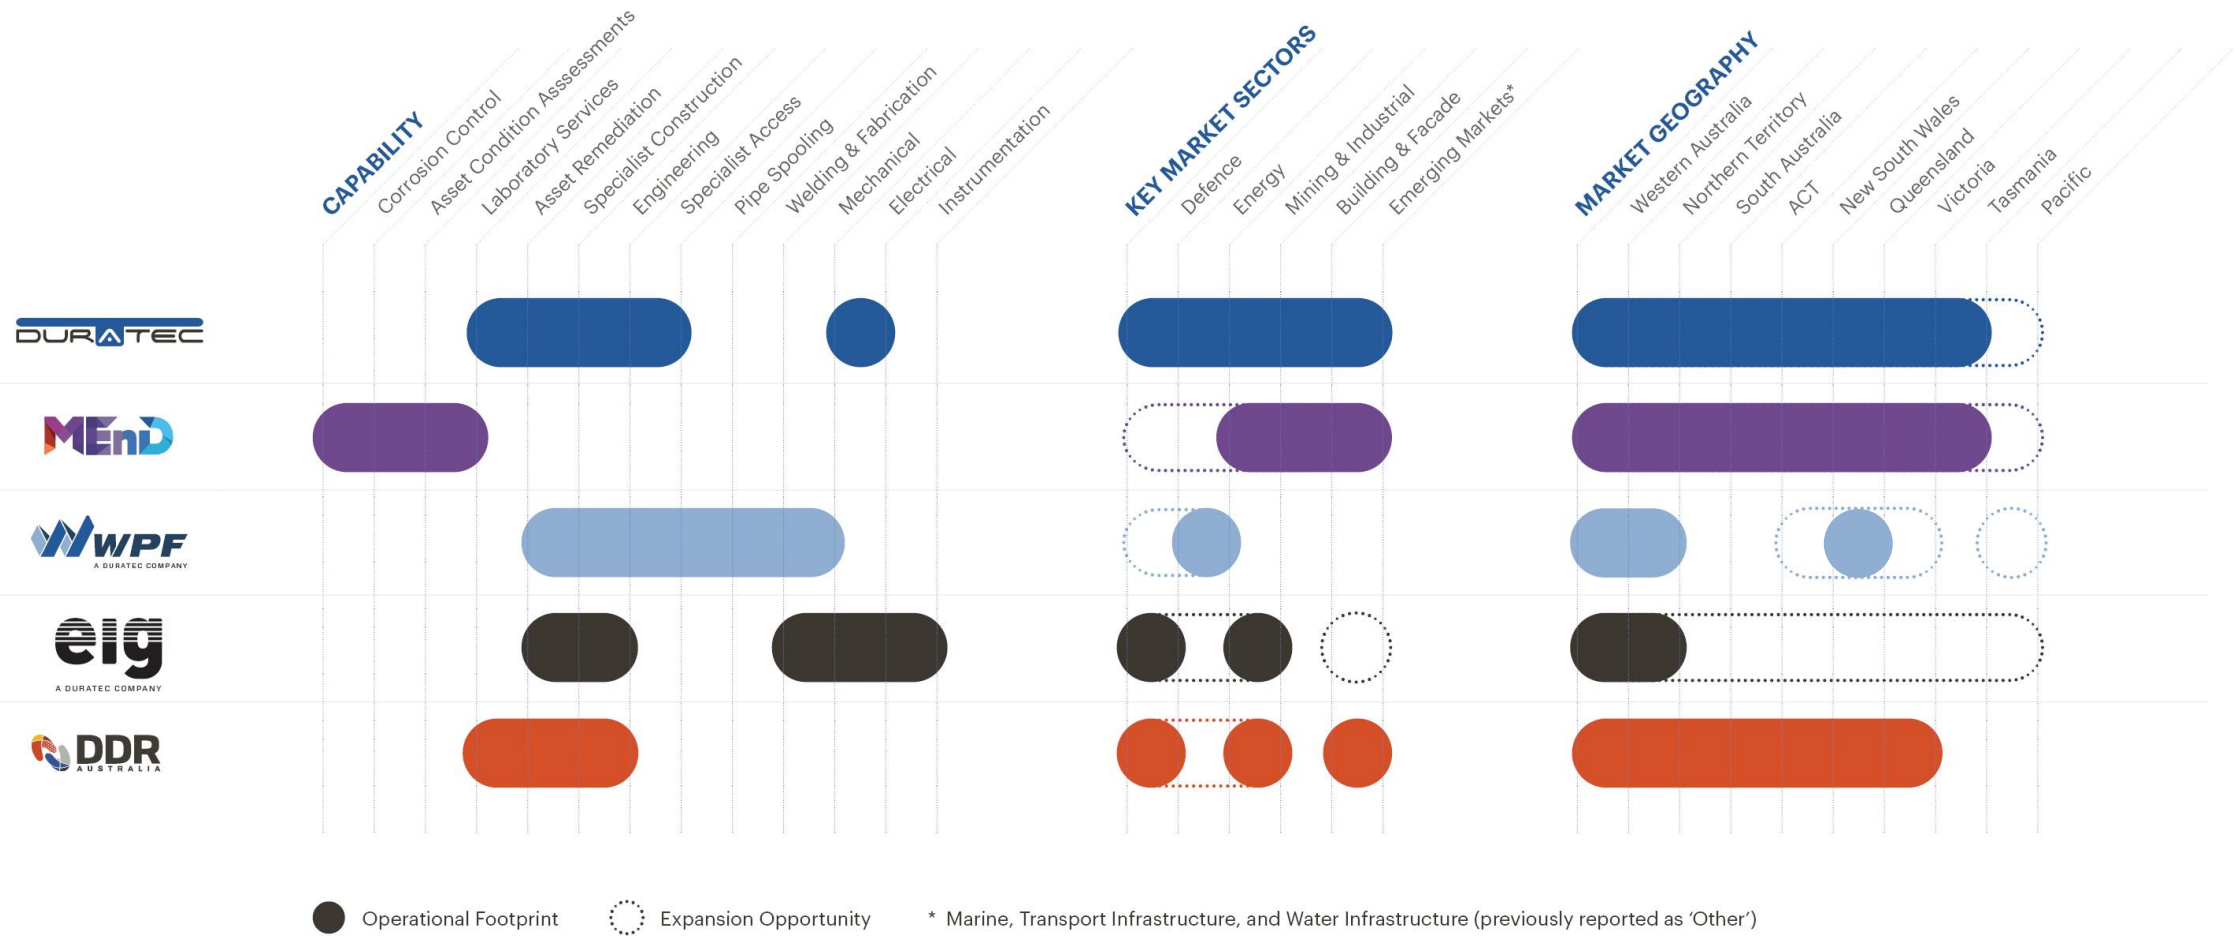 CAPABILITY
Corrosion Control
Asset Condition Assessments
Laboratory Services
Asset Remediation
Specialist Construction
Engineering
Specialist Access
Pipe Spooling
Welding & Fabrication
Mechanical
Electrical
Instrumentation
KEY MARKET SECTORS
Defence
Energy
Mining & Industrial
Building & Facade
Emerging Markets*
MARKET GEOGRAPHY
Western Australia
Northern Territory
South Australia
ACT
New South Wales
Queensland
Victoria
Tasmania
Pacific
DURATEC
MEnD
WPF
A DURATEC COMPANY
eig
A DURATEC COMPANY
DDR
AUSTRALIA
Operational Footprint
Expansion Opportunity
* Marine, Transport Infrastructure, and Water Infrastructure (previously reported as ‘Other’)